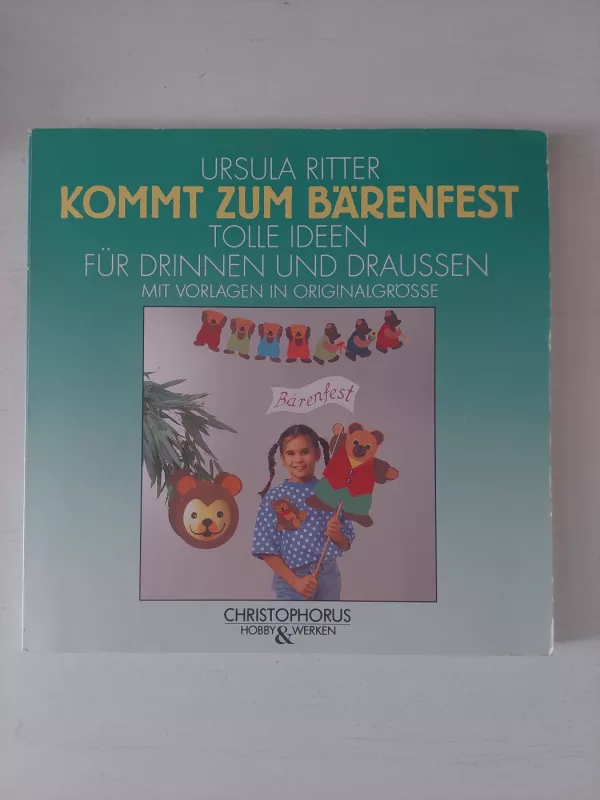 URSULA RITTER
KOMMT ZUM BÄRENFEST
TOLLE IDEEN
FÜR DRINNEN UND DRAUSSEN
MIT VORLAGEN IN ORIGINALGRÖSSE
Bärenfest
CHRISTOPHORUS
HOBBY & WERKEN